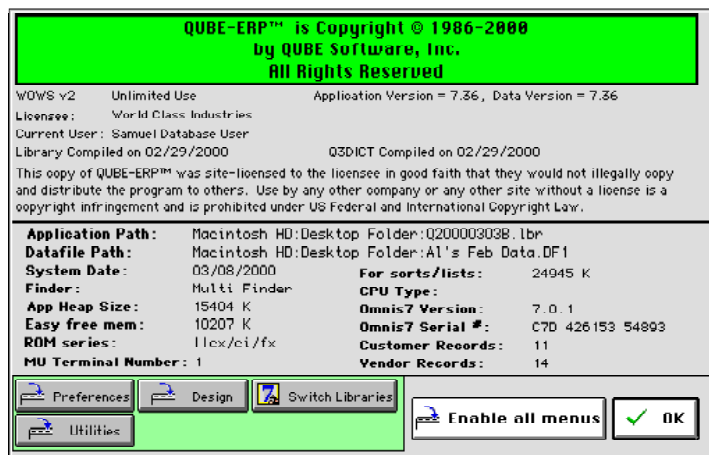 QUBE-ERP™ is Copyright © 1986-2000
by QUBE Software, Inc.
All Rights Reserved
WOWS v2 Unlimited Use Application Version = 7.36, Data Version = 7.36
Licensee: World Class Industries
Current User: Samuel Database User
Library Compiled on 02/29/2000 Q3DICT Compiled on 02/29/2000
This copy of QUBE-ERP™ was site-licensed to the licensee in good faith that they would not illegally copy
and distribute the program to others. Use by any other company or any other site without a license is a
copyright infringement and is prohibited under US Federal and International Copyright Law.
Application Path: Macintosh HD:Desktop Folder:Q20000303B.lbr
Datafile Path: Macintosh HD:Desktop Folder:Al's Feb Data.DF1
System Date: 03/08/2000 For sorts/lists: 24945 K
Finder: Multi Finder CPU Type:
App Heap Size: 15404 K Omnis7 Version: 7.0.1
Easy free mem: 10207 K Omnis7 Serial #: C7D 426153 54893
ROM series: IIcx/ci/fx Customer Records: 11
MU Terminal Number: 1 Vendor Records: 14
Preferences Design Switch Libraries
Utilities Enable all menus OK